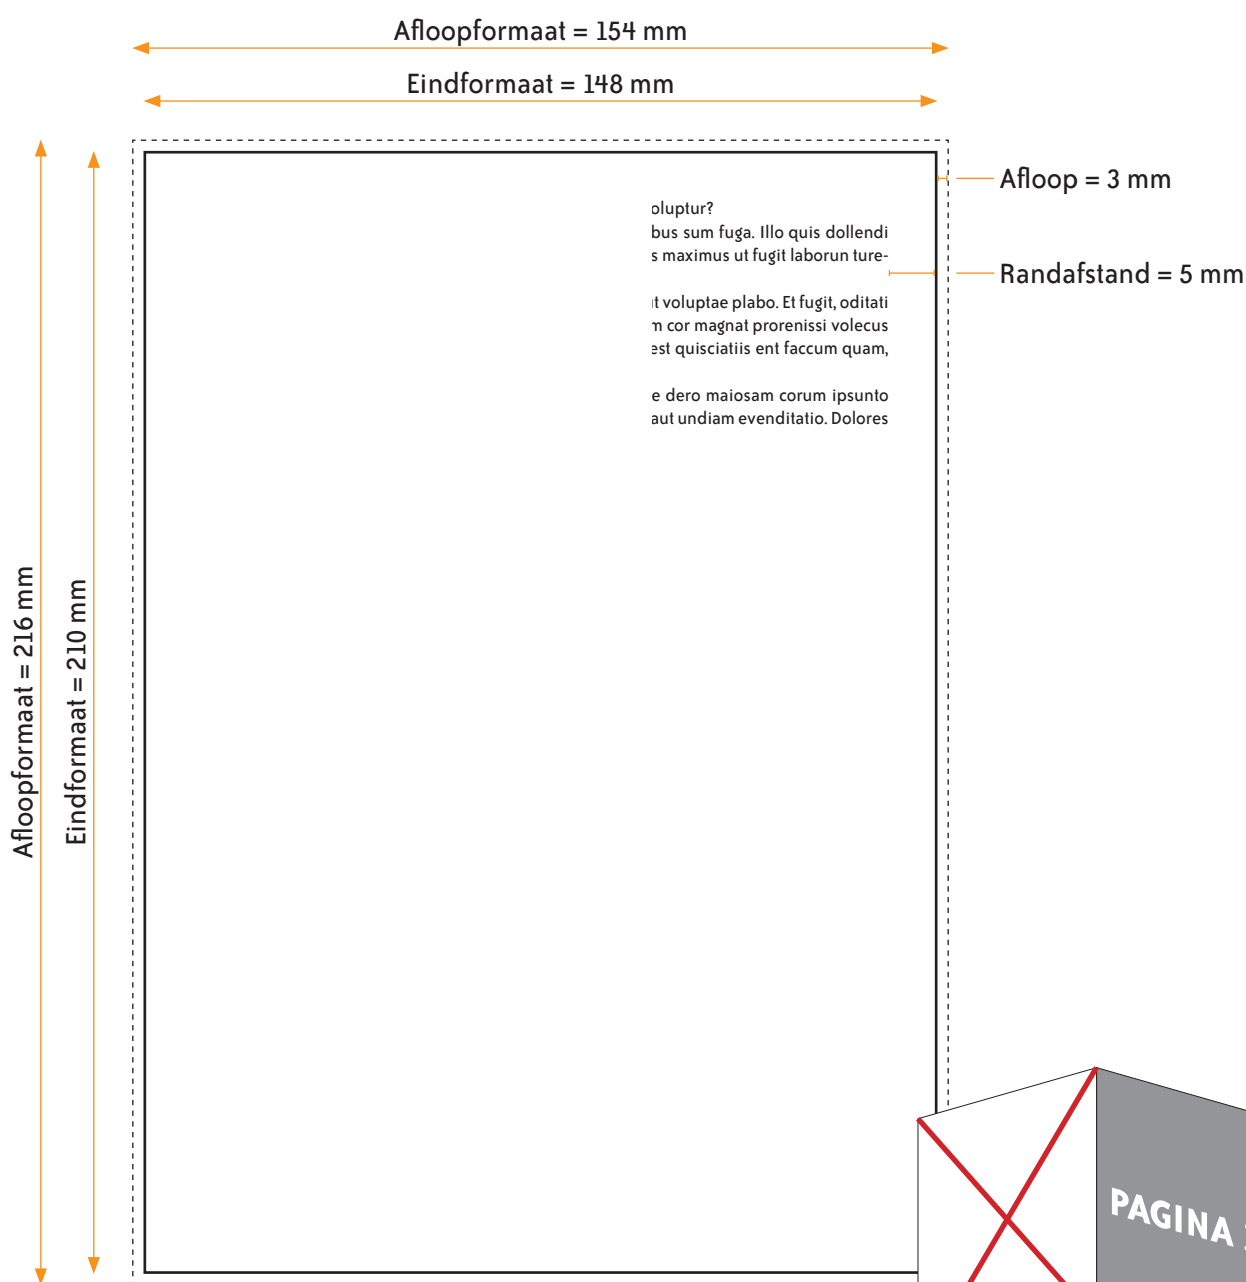 Afloopformaat = 154 mm
Eindformaat = 148 mm
Afloop = 3 mm
oluptur?
bus sum fuga. Illo quis dollendi
s maximus ut fugit laborun ture-
Randafstand = 5 mm
t voluptae plabo. Et fugit, oditati
m cor magnat prorenissi volecus
est quisciatiis ent faccum quam,
e dero maiosam corum ipsunto
aut undiam evenditatio. Dolores
Afloopformaat = 216 mm
Eindformaat = 210 mm
PAGINA